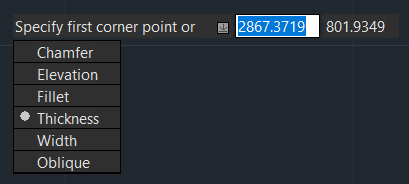 Specify first corner point or 2867.3719 801.9349
Chamfer
Elevation
Fillet
Thickness
Width
Oblique